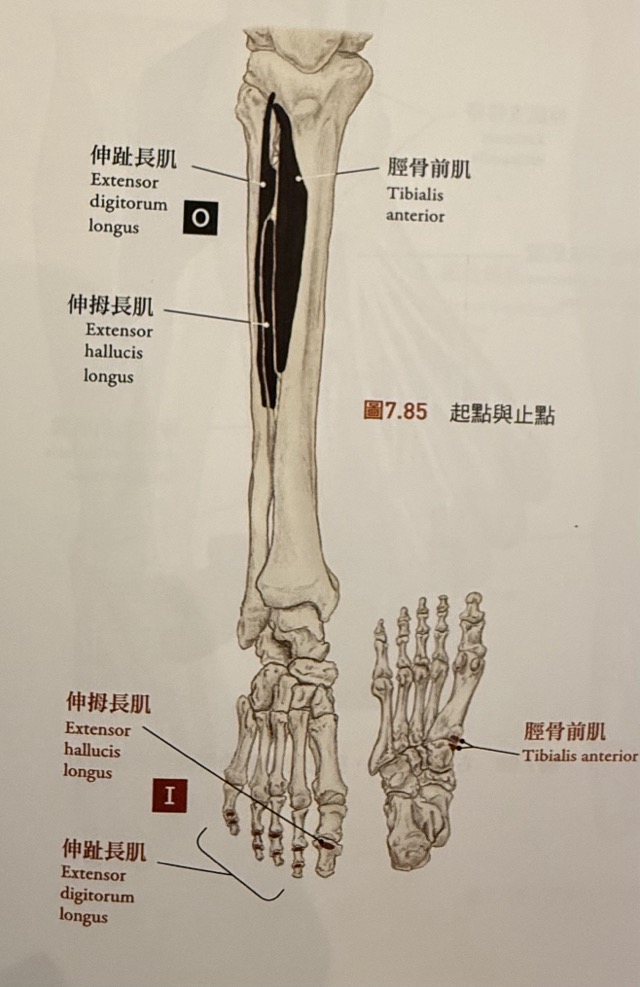 伸趾長肌
Extensor
digitorum
longus
O
脛骨前肌
Tibialis
anterior
伸拇長肌
Extensor
hallucis
longus
圖7.85 起點與止點
伸拇長肌
Extensor
hallucis
longus
I
脛骨前肌
Tibialis anterior
伸趾長肌
Extensor
digitorum
longus